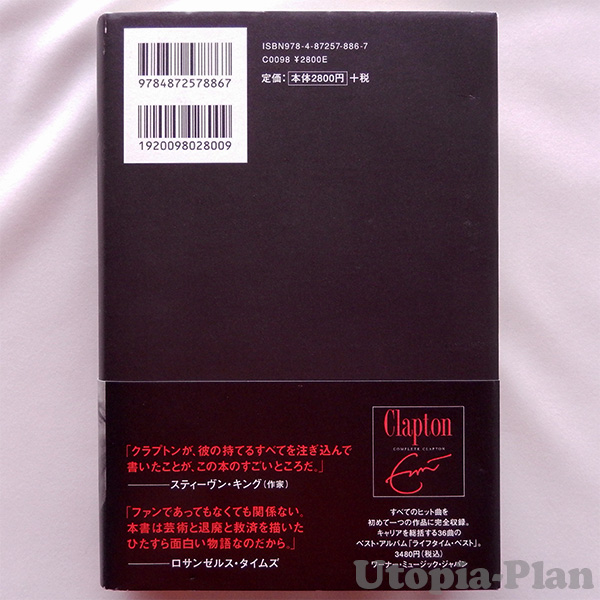 ISBN978-4-87257-886-7
C0098 ¥2800E
定価: 本体2800円 +税
9784872578867
1920098028009
「クラプトンが、彼の持てるすべてを注ぎ込んで
書いたことが、この本のすごいところだ。」
―――スティーヴン・キング(作家)
「ファンであってもなくても関係ない。
本書は芸術と退廃と救済を描いた
ひたすら面白い物語なのだから。」
―――ロサンゼルス・タイムズ
Clapton
COMPLETE CLAPTON
すべてのヒット曲を
初めて一つの作品に完全収録。
キャリアを総括する36曲の
ベスト・アルバム「ライフタイム・ベスト」。
3480円(税込)
ワーナー・ミュージック・ジャパン
Utopia-Plan